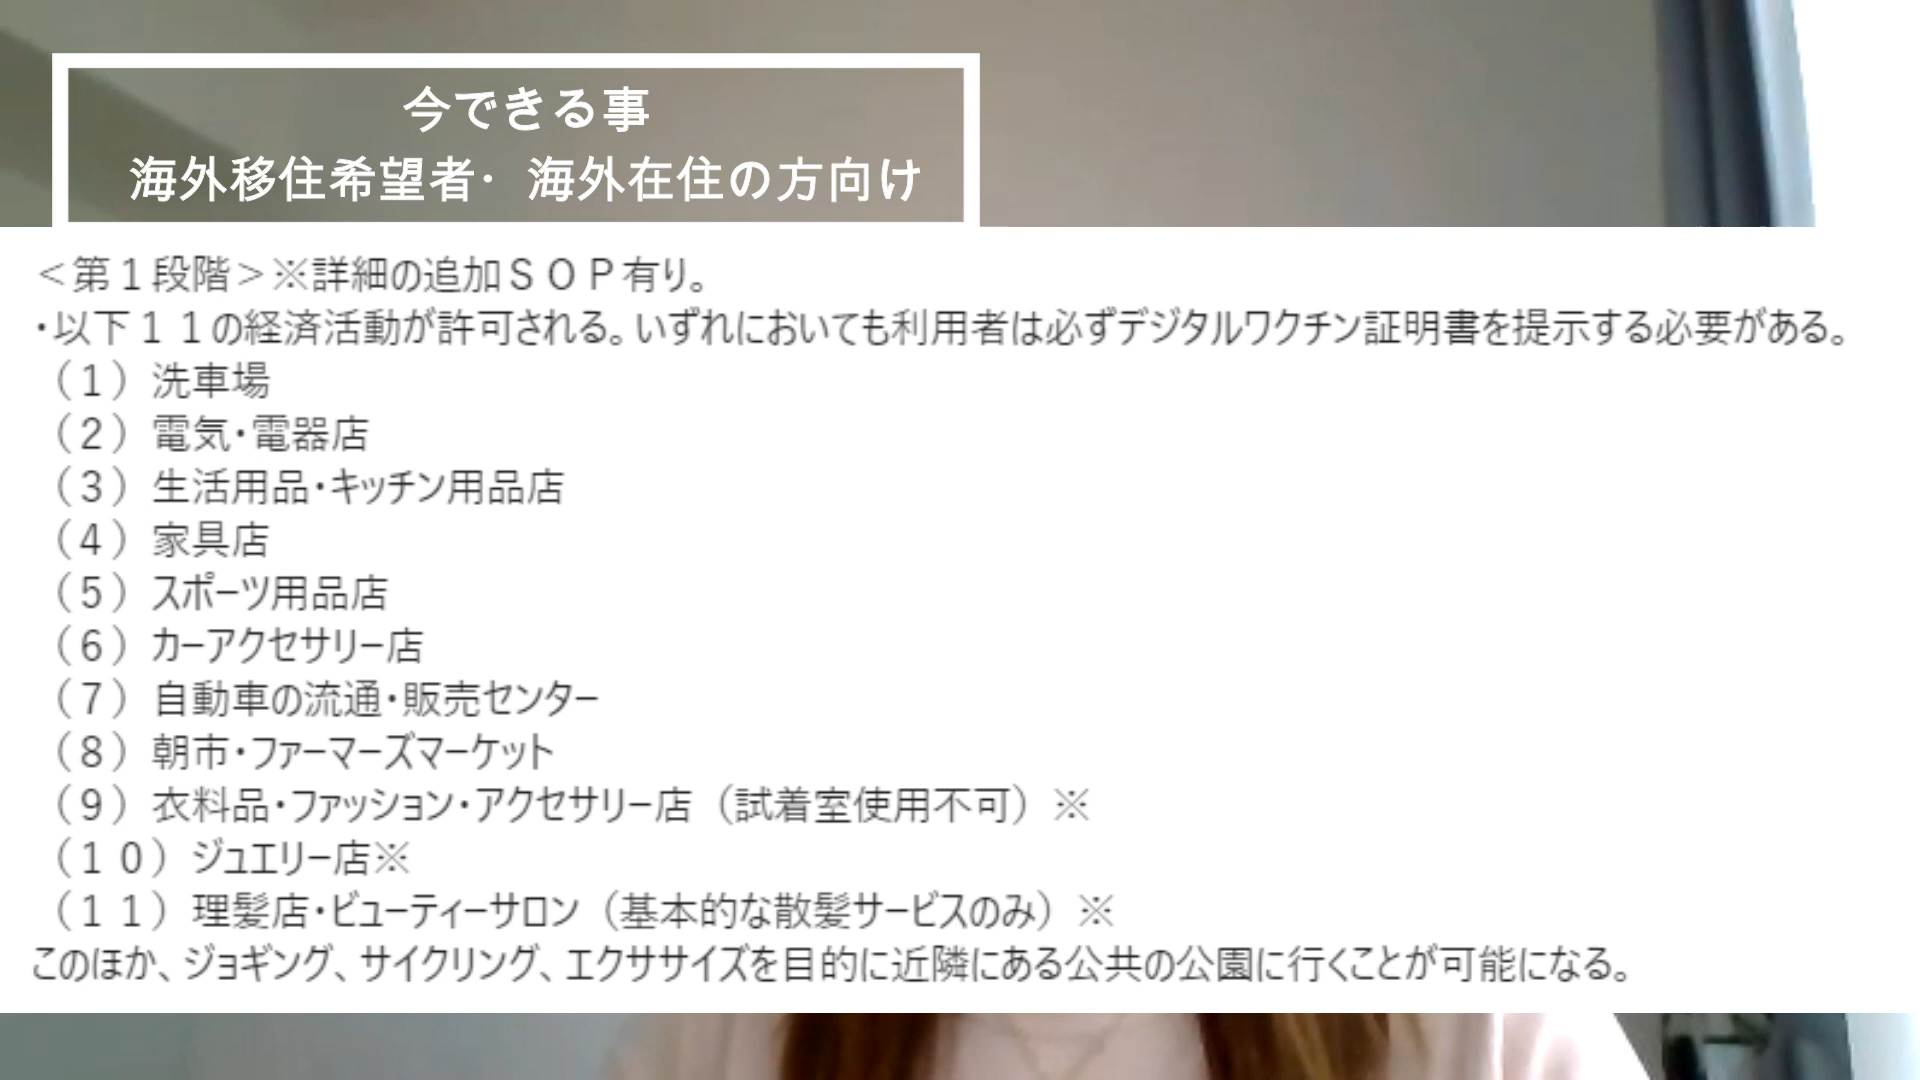 今できる事
海外移住希望者・海外在住の方向け
＜第１段階＞※詳細の追加ＳＯＰ有り。
・以下１１の経済活動が許可される。いずれにおいても利用者は必ずデジタルワクチン証明書を提示する必要がある。
（１）洗車場
（２）電気・電器店
（３）生活用品・キッチン用品店
（４）家具店
（５）スポーツ用品店
（６）カーアクセサリー店
（７）自動車の流通・販売センター
（８）朝市・ファーマーズマーケット
（９）衣料品・ファッション・アクセサリー店（試着室使用不可）※
（１０）ジュエリー店※
（１１）理髪店・ビューティーサロン（基本的な散髪サービスのみ）※
このほか、ジョギング、サイクリング、エクササイズを目的に近隣にある公共の公園に行くことが可能になる。